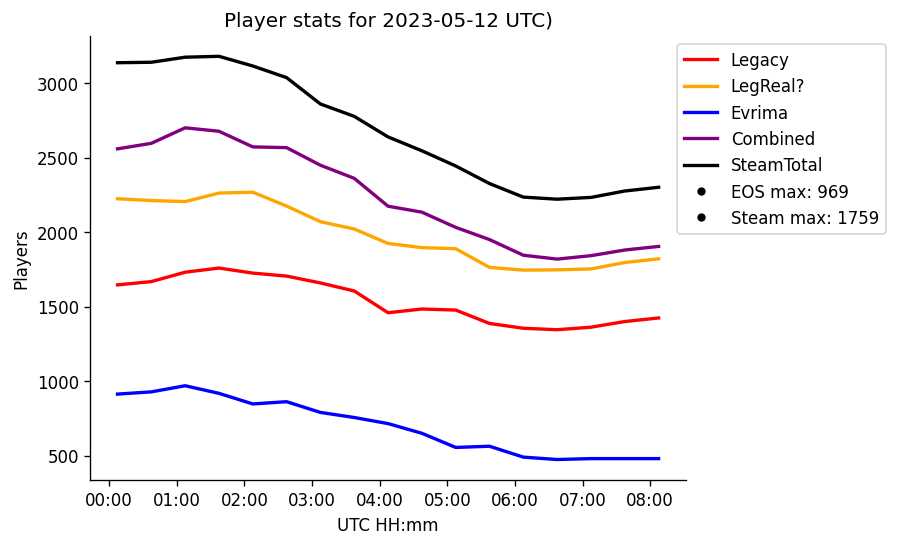 Player stats for 2023-05-12 UTC)
Legacy
LegReal?
Evrima
Combined
SteamTotal
EOS max: 969
Steam max: 1759
Players
3000
2500
2000
1500
1000
500
00:00 01:00 02:00 03:00 04:00 05:00 06:00 07:00 08:00
UTC HH:mm